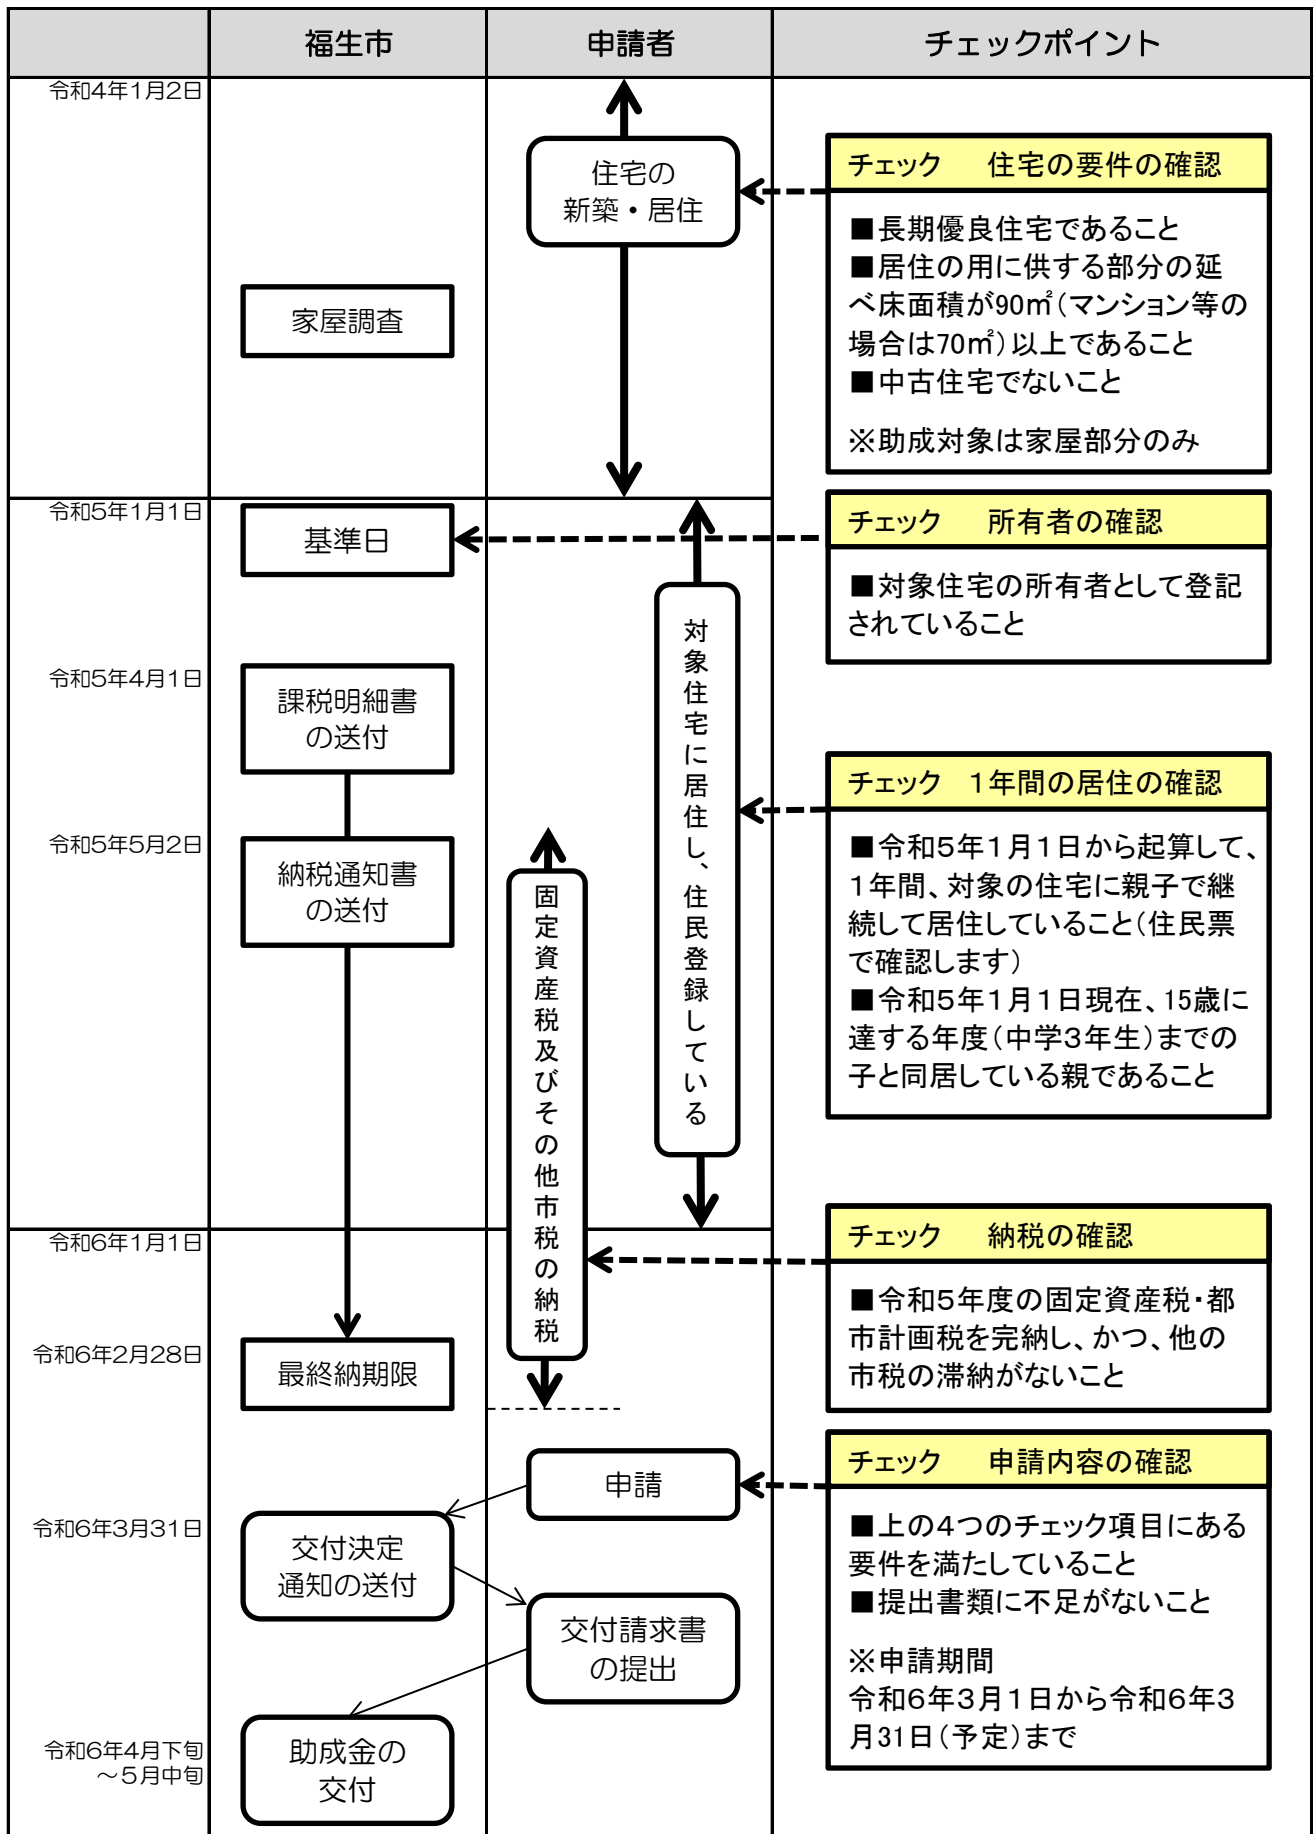 福生市
申請者
チェックポイント
令和4年1月2日
住宅の
新築・居住
チェック　住宅の要件の確認
■長期優良住宅であること
■居住の用に供する部分の延
べ床面積が90㎡（マンション等の
場合は70㎡）以上であること
■中古住宅でないこと
※助成対象は家屋部分のみ
家屋調査
令和5年1月1日
基準日
チェック　所有者の確認
■対象住宅の所有者として登記
されていること
対象住宅に居住し、住民登録している
令和5年4月1日
課税明細書
の送付
チェック　1年間の居住の確認
■令和5年1月1日から起算して、
1年間、対象の住宅に親子で継
続して居住していること（住民票
で確認します）
■令和5年1月1日現在、15歳に
達する年度（中学3年生）までの
子と同居している親であること
令和5年5月2日
納税通知書
の送付
固定資産税及びその他市税の納税
令和6年1月1日
チェック　納税の確認
■令和5年度の固定資産税・都
市計画税を完納し、かつ、他の
市税の滞納がないこと
令和6年2月28日
最終納期限
申請
チェック　申請内容の確認
■上の4つのチェック項目にある
要件を満たしていること
■提出書類に不足がないこと
※申請期間
令和6年3月1日から令和6年3
月31日（予定）まで
令和6年3月31日
交付決定
通知の送付
交付請求書
の提出
令和6年4月下旬
～5月中旬
助成金の
交付